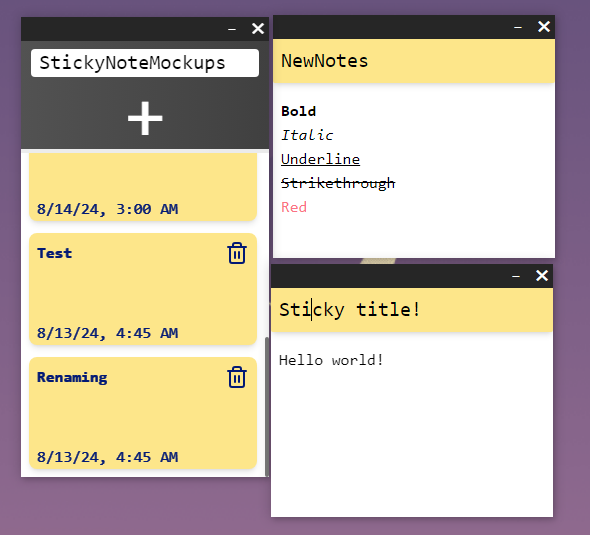 StickyNoteMockups
8/14/24, 3:00 AM
Test
8/13/24, 4:45 AM
Renaming
8/13/24, 4:45 AM
NewNotes
Bold
Italic
Underline
Strikethrough
Red
Sticky title!
Hello world!